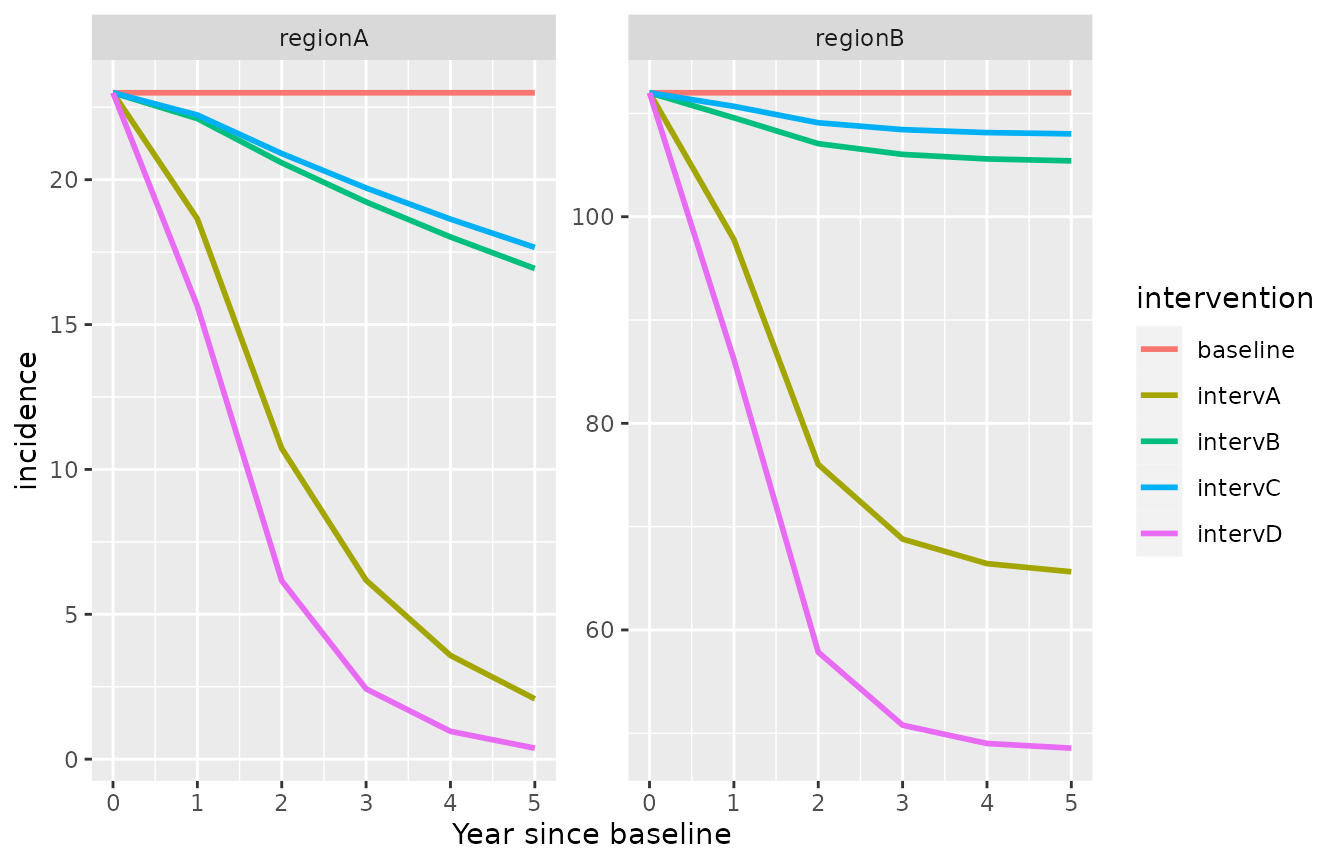 regionA
regionB
incidence
20
15
10
5
0
100
80
60
0 1 2 3 4 5
0 1 2 3 4 5
Year since baseline
intervention
baseline
intervA
intervB
intervC
intervD